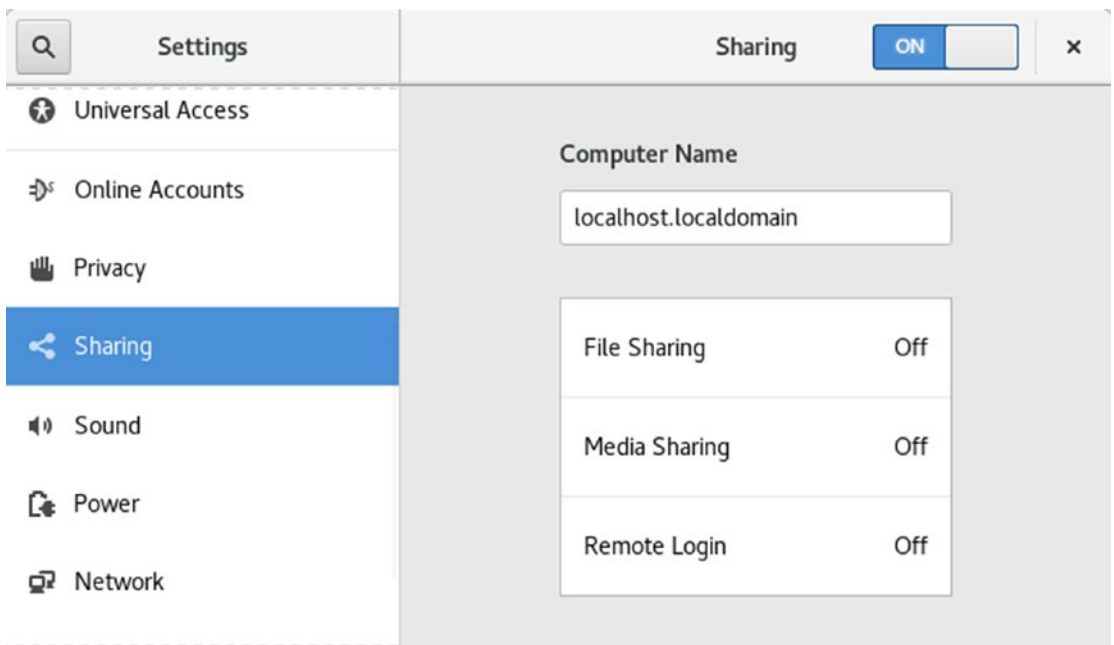 Settings
Sharing
ON
×
Universal Access
Online Accounts
Privacy
Sharing
Sound
Power
Network
Computer Name
localhost.localdomain
File Sharing Off
Media Sharing Off
Remote Login Off